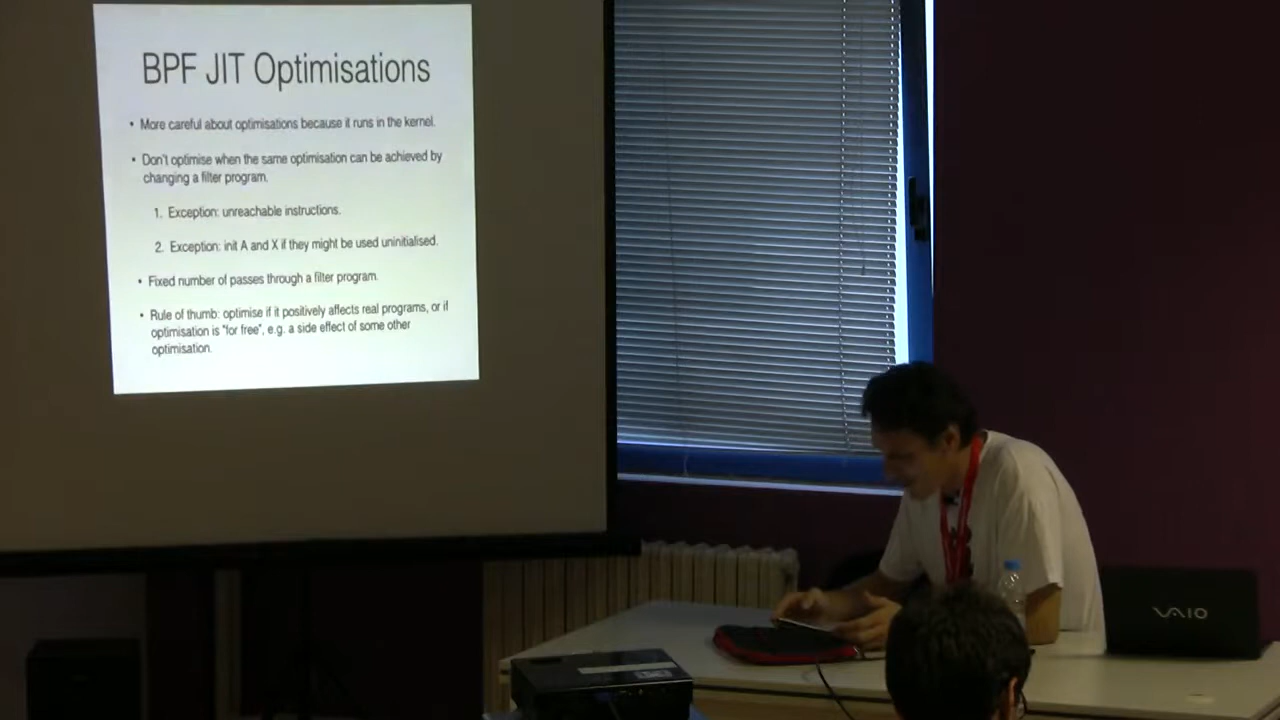 BPF JIT Optimisations
• More careful about optimisations because it runs in the kernel.
• Don't optimise when the same optimisation can be achieved by
changing a filter program.
1. Exception: unreachable instructions.
2. Exception: init A and X if they might be used uninitialised.
• Fixed number of passes through a filter program.
• Rule of thumb: optimise if it positively affects real programs, or if
optimisation is "for free", e.g. a side effect of some other
optimisation.
VAIO